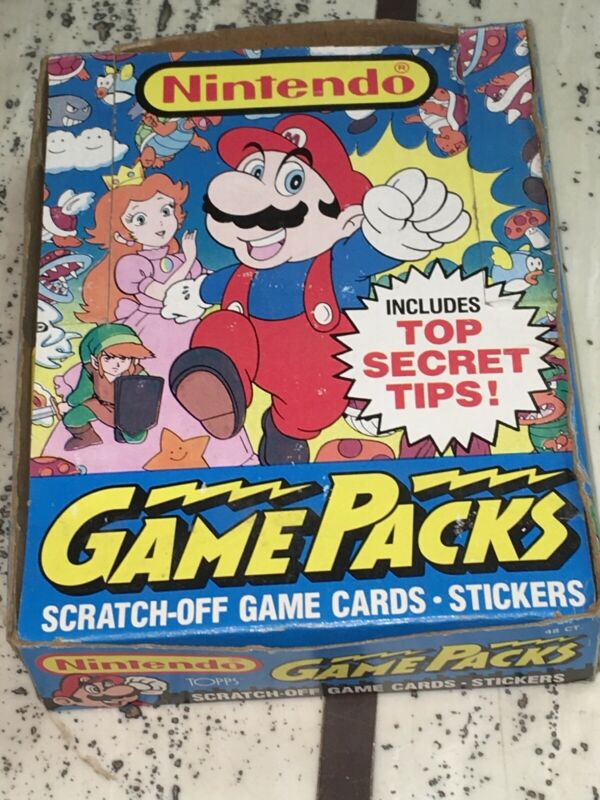 Nintendo®
M
INCLUDES
TOP
SECRET
TIPS!
GAME PACKS
SCRATCH-OFF GAME CARDS • STICKERS
48 CT
Nintendo
TOPPS
GAME PACKS
SCRATCH-OFF GAME CARDS • STICKERS